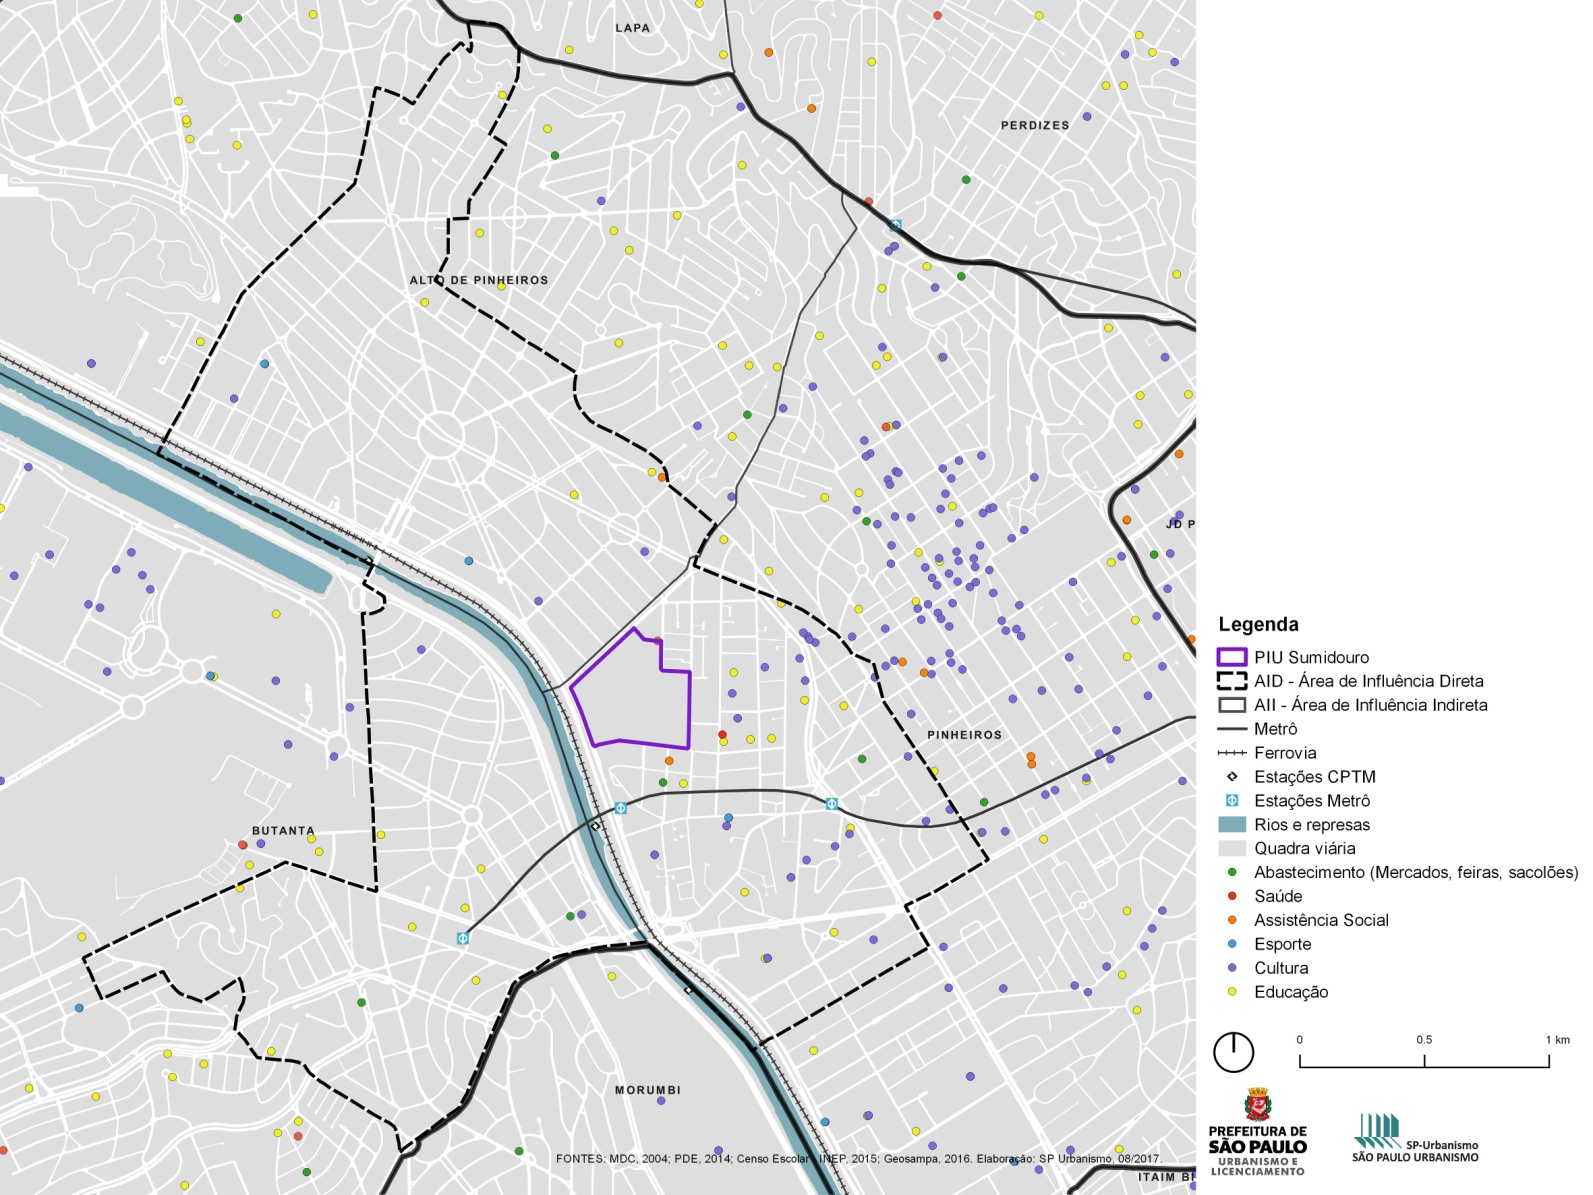 LAPA
PERDIZES
ALTO DE PINHEIROS
JD P
PINHEIROS
BUTANTA
MORUMBI
ITAIM BI
FONTES: MDC, 2004; PDE, 2014; Censo Escolar - INEP, 2015; Geosampa, 2016. Elaboração: SP Urbanismo, 08/2017.
Legenda
PIU Sumidouro
AID - Área de Influência Direta
AII - Área de Influência Indireta
Metrô
Ferrovia
Estações CPTM
Estações Metrô
Rios e represas
Quadra viária
Abastecimento (Mercados, feiras, sacolões)
Saúde
Assistência Social
Esporte
Cultura
Educação
0 0.5 1 km
PREFEITURA DE
SÃO PAULO
URBANISMO E
LICENCIAMENTO
SP-Urbanismo
SÃO PAULO URBANISMO